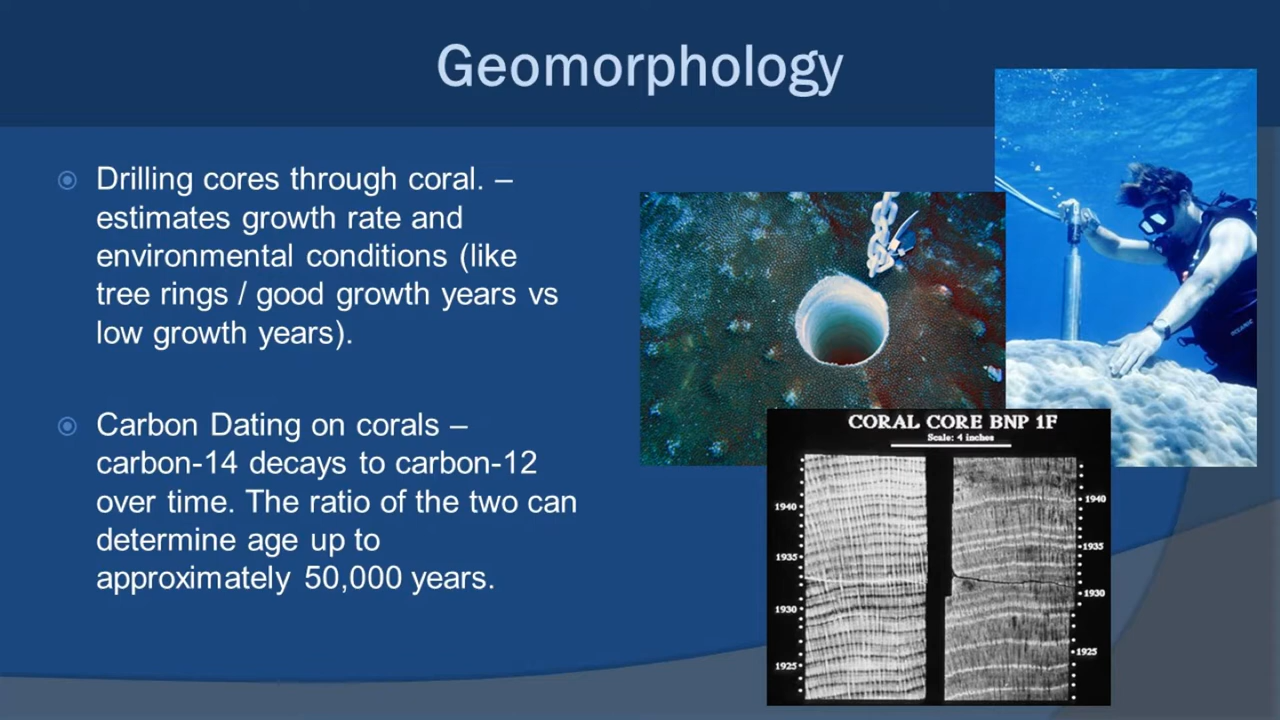 Geomorphology
Drilling cores through coral. –
estimates growth rate and
environmental conditions (like
tree rings / good growth years vs
low growth years).
Carbon Dating on corals –
carbon-14 decays to carbon-12
over time. The ratio of the two can
determine age up to
approximately 50,000 years.
OCEANIC
CORAL CORE BNP 1F
Scale: 4 inches
1940
1940
1935
1935
1930
1930
1925
1925